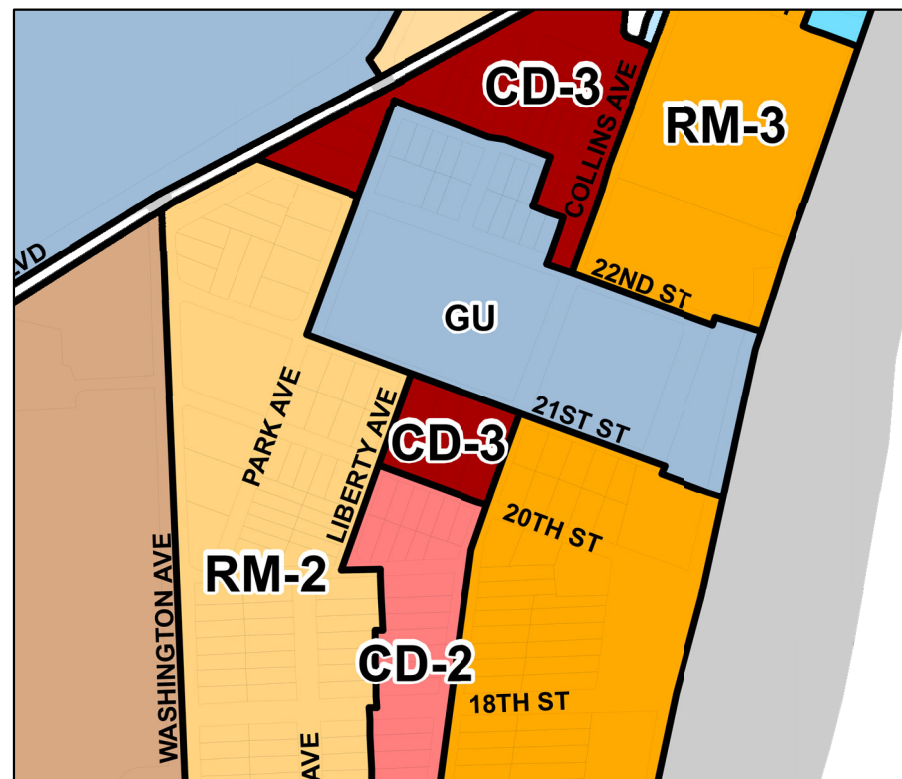 CD-3
COLLINS AVE
RM-3
LVD
22ND ST
GU
PARK AVE
LIBERTY AVE
21ST ST
CD-3
20TH ST
WASHINGTON AVE
RM-2
CD-2
18TH ST
AVE